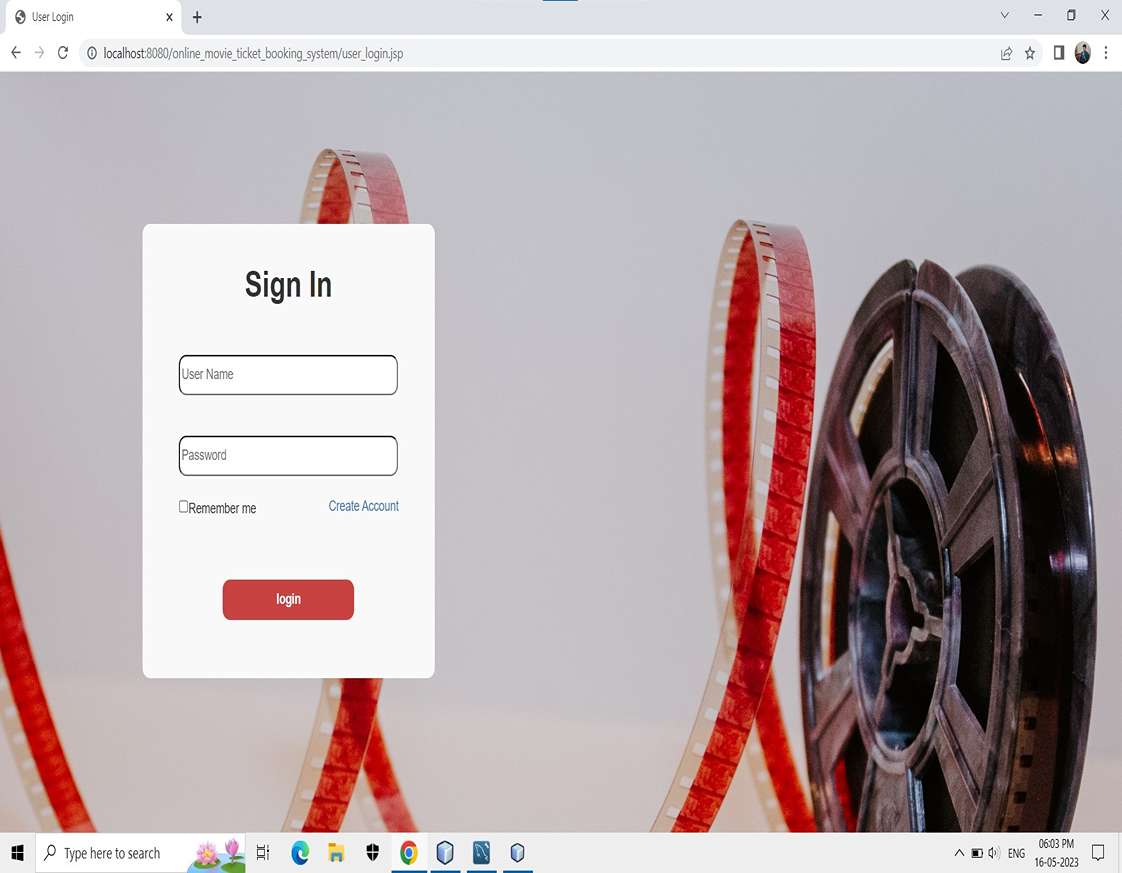 User Login
localhost:8080/online_movie_ticket_booking_system/user_login.jsp
Sign In
User Name
Password
Remember me
Create Account
login
Type here to search
ENG
06:03 PM
16-05-2023